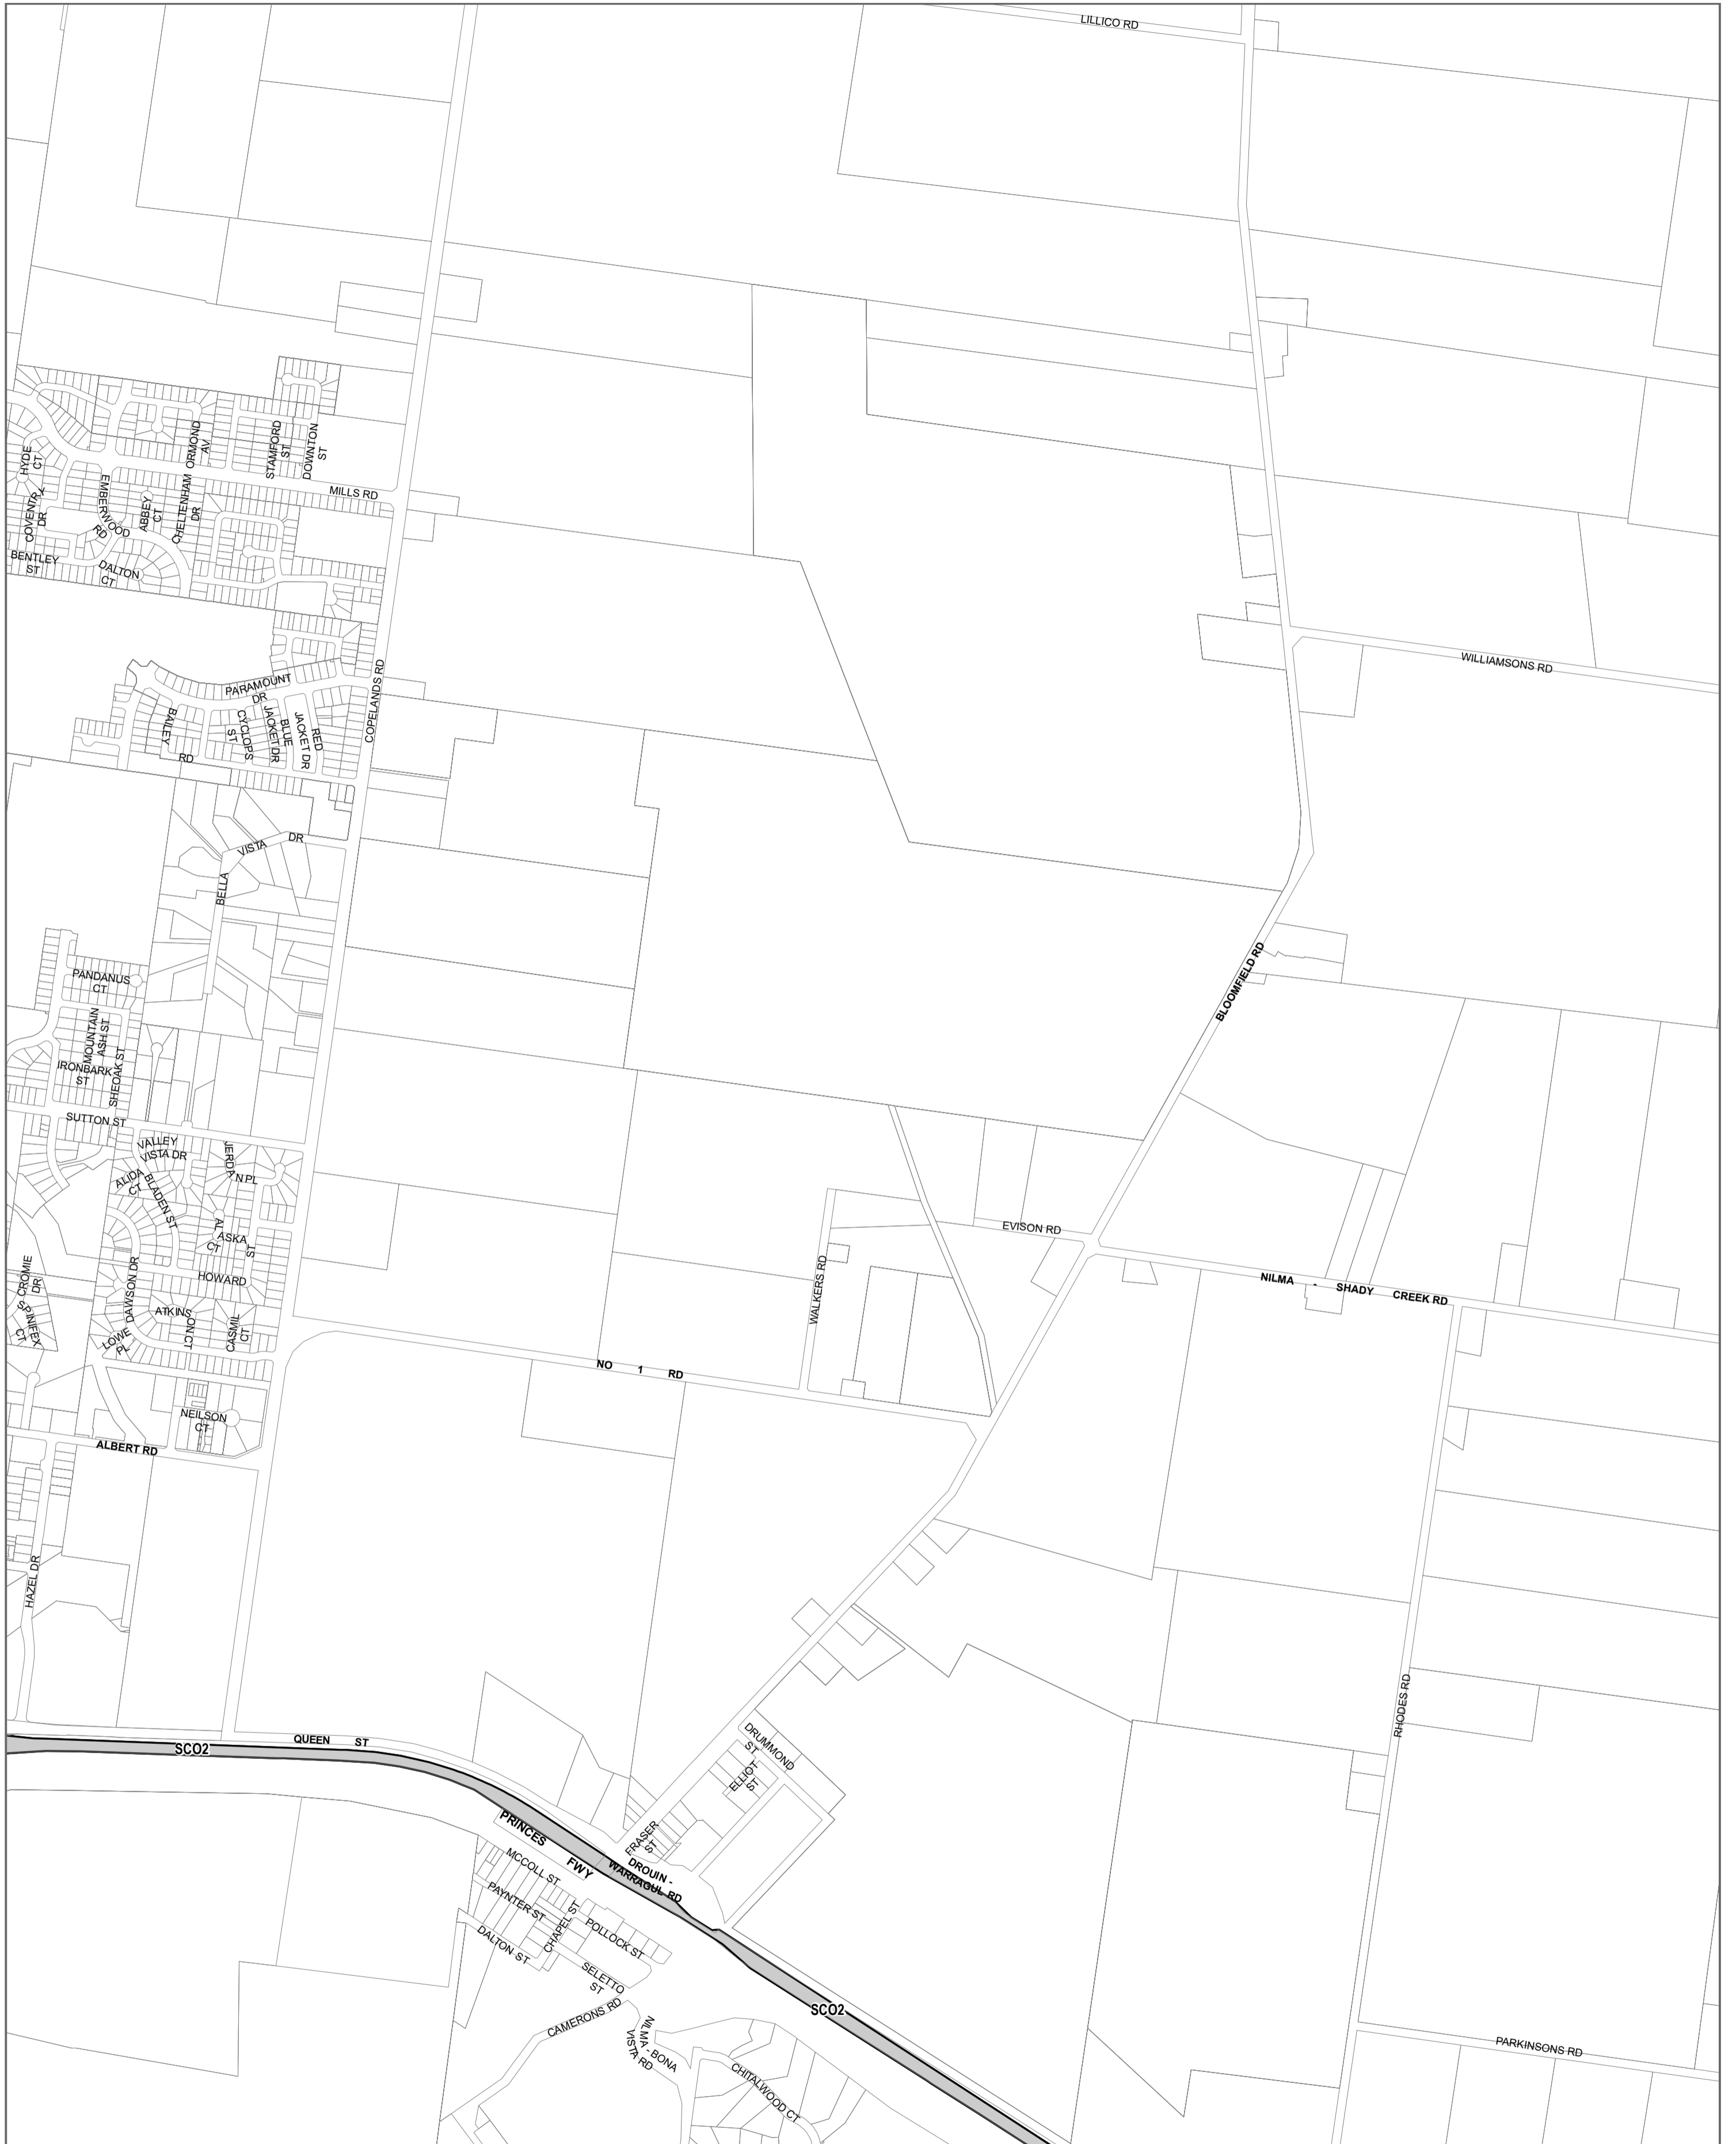 LILLICO RD
HYDE
CT
ORMOND
AV
STAMFORD
ST
DOWNTON
ST
MILLS RD
COVENTRY
DR
EMBERWOOD
RD
ABBEY
CT
CHELTENHAM
DR
BENTLEY
ST
DALTON
CT
WILLIAMSONS RD
PARAMOUNT
DR
COPELANDS RD
BAILEY
RD
CYCLOPS
ST
BLUE
JACKET DR
RED
JACKET DR
BELLA
VISTA
DR
BLOOMFIELD RD
PANDANUS
CT
MOUNTAIN
ASH ST
IRONBARK
ST
SHEOAK ST
SUTTON ST
VALLEY
VISTA DR
JERDA
N PL
ALIDA
CT
BLADEN ST
AL
ASKA
CT
ST
HOWARD
EVISON RD
WALKERS RD
NILMA - SHADY CREEK RD
CROMIE
DR
SPINIFEX
CT
DAWSON DR
ATKINS
ON CT
CASMIL
CT
LOWE
PL
NO 1 RD
NEILSON
CT
ALBERT RD
HAZEL DR
RHODES RD
QUEEN ST
SCO2
DRUMMOND
ST
ELLIOT
ST
FRASER
ST
PRINCES
FWY
DROUIN -
WARRAGUL RD
MCCOLL ST
PAYNTER ST
CHAPEL ST
DALTON ST
POLLOCK ST
SELETTO
ST
CAMERONS RD
NILMA - BONA
VISTA RD
CHITALWOOD CT
SCO2
PARKINSONS RD